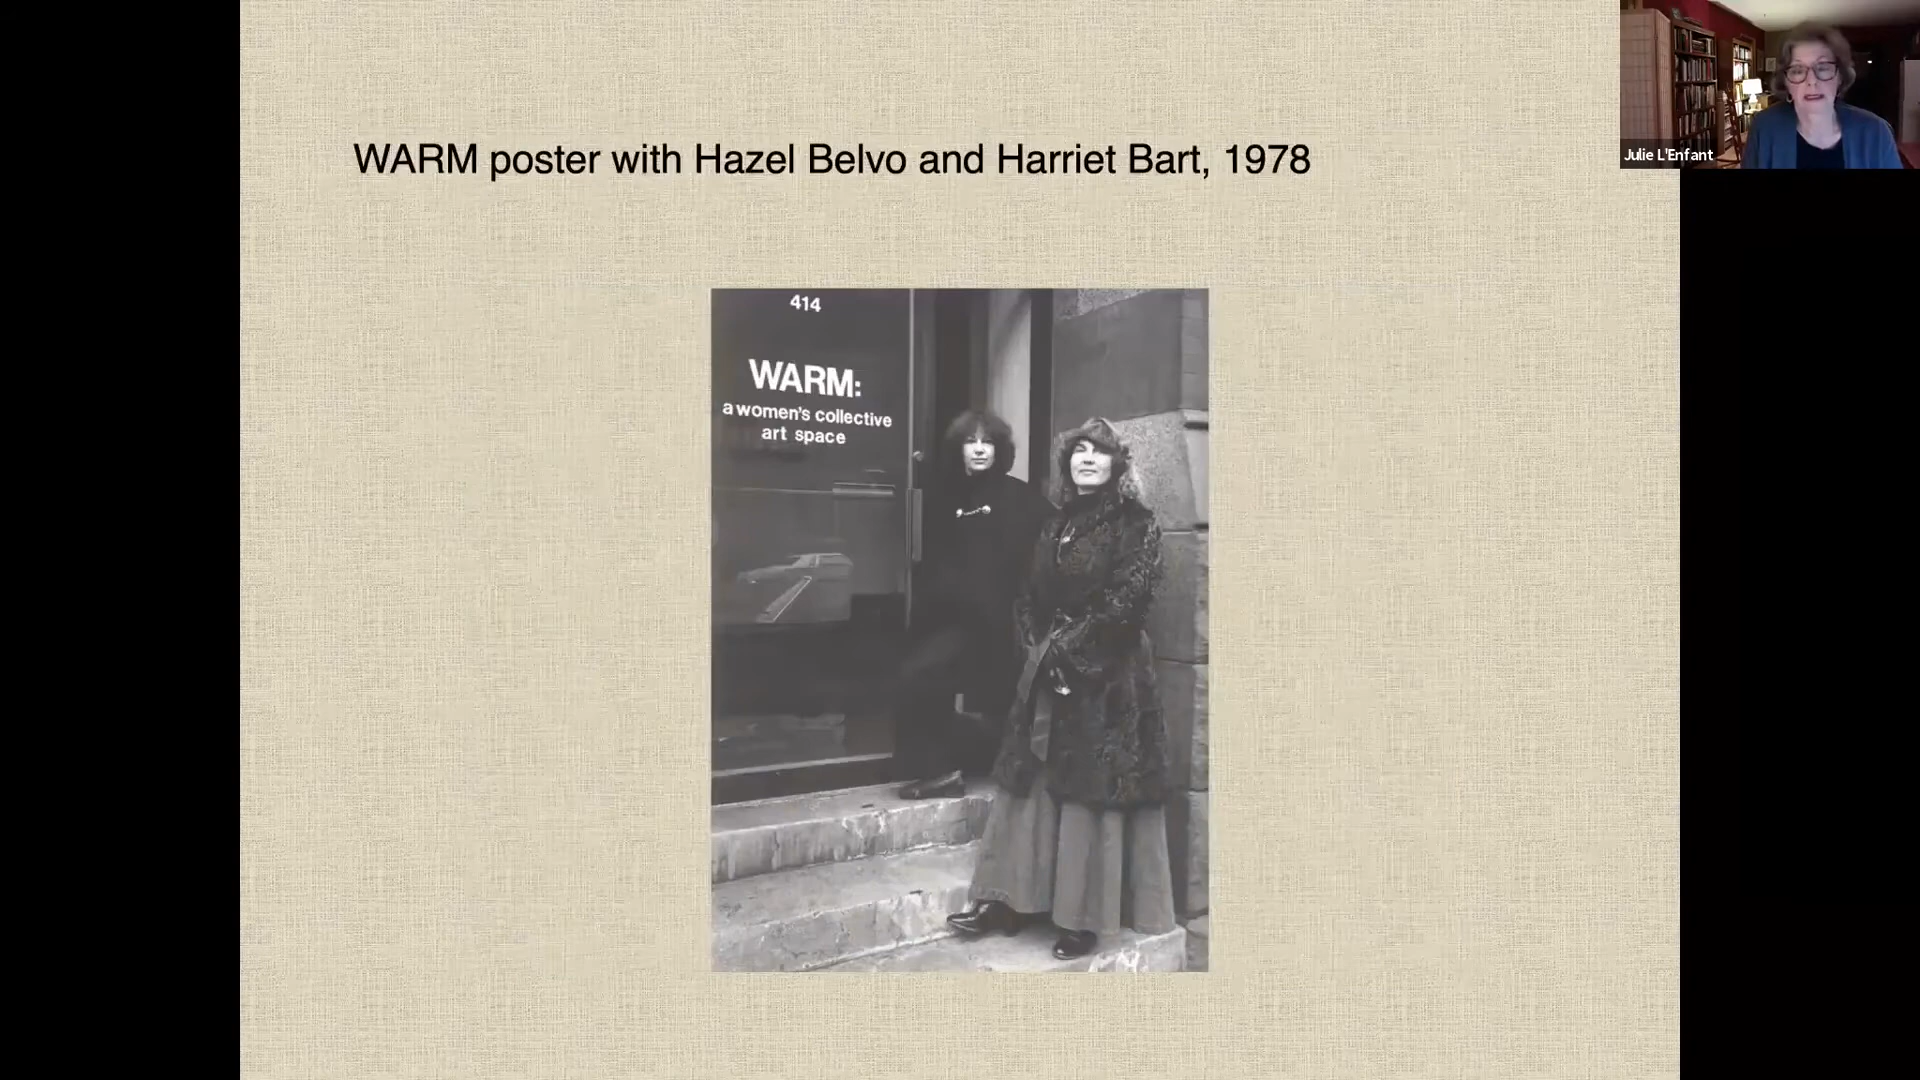 WARM poster with Hazel Belvo and Harriet Bart, 1978
Julie L'Enfant
414
WARM:
a women's collective
art space